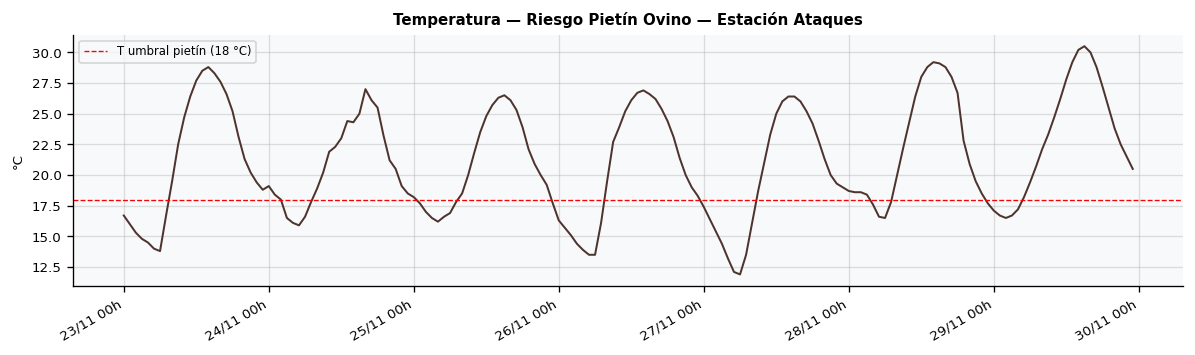 Temperatura — Riesgo Pietín Ovino — Estación Ataques
T umbral pietín (18 °C)
°C
30.0
27.5
25.0
22.5
20.0
17.5
15.0
12.5
23/11 00h
24/11 00h
25/11 00h
26/11 00h
27/11 00h
28/11 00h
29/11 00h
30/11 00h